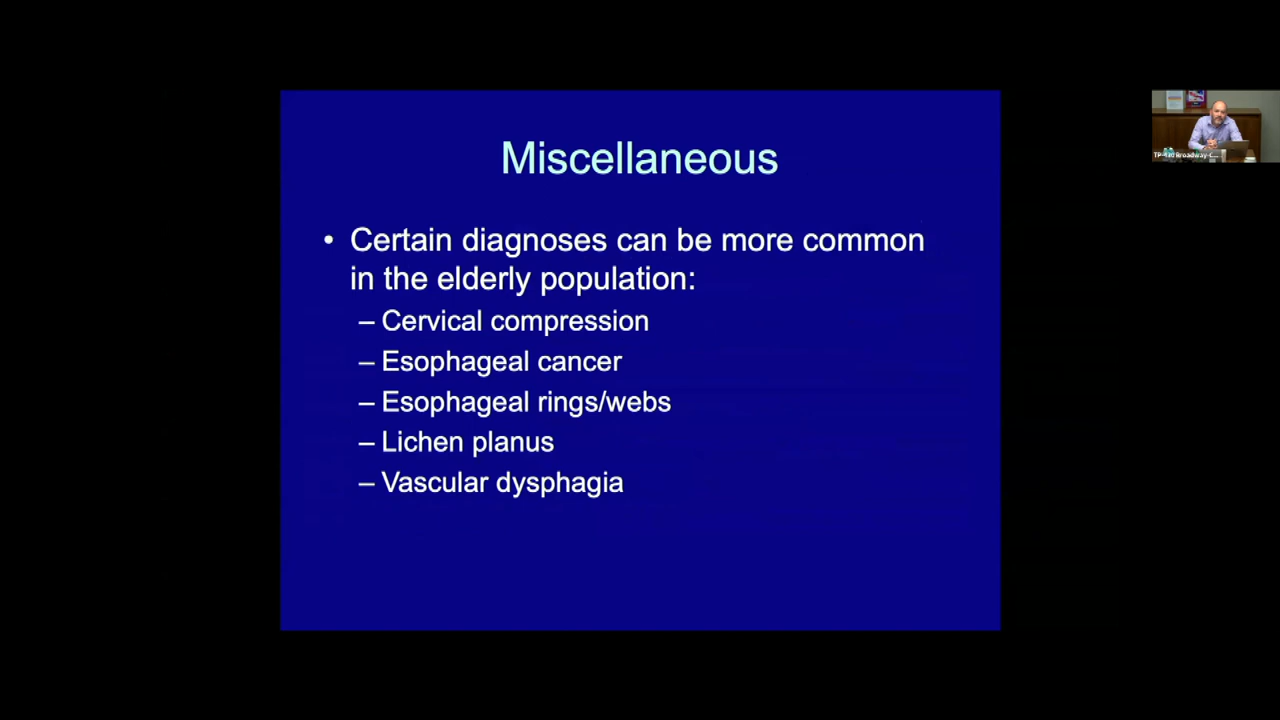 Miscellaneous
• Certain diagnoses can be more common
in the elderly population:
– Cervical compression
– Esophageal cancer
– Esophageal rings/webs
– Lichen planus
– Vascular dysphagia